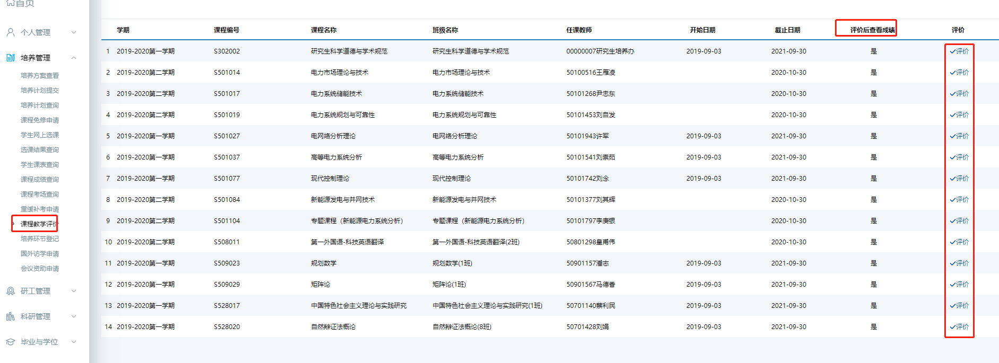 首页
个人管理
培养管理
培养方案查看
培养计划提交
培养计划查询
课程免修申请
学生网上选课
选课结果查询
学生课表查询
课程成绩查询
课程考场查询
重缓补考申请
课程教学评价
培养环节登记
国外访学申请
会议资助申请
研工管理
科研管理
毕业与学位
学期 课程编号 课程名称 班级名称 任课教师 开始日期 截止日期 评价后查看成绩 评价
1 2019-2020第一学期 S302002 研究生科学道德与学术规范 研究生科学道德与学术规范 00000007研究生培养办 2019-09-03 2021-09-30 是 ✓评价
2 2019-2020第二学期 S501014 电力市场理论与技术 电力市场理论与技术 50100516王雁凌 2020-10-30 是 ✓评价
3 2019-2020第二学期 S501017 电力系统储能技术 电力系统储能技术 50101268尹忠东 2020-10-30 是 ✓评价
4 2019-2020第二学期 S501019 电力系统规划与可靠性 电力系统规划与可靠性 50101453刘自发 2020-10-30 是 ✓评价
5 2019-2020第一学期 S501027 电网络分析理论 电网络分析理论 50101943许军 2019-09-03 2021-09-30 是 ✓评价
6 2019-2020第一学期 S501037 高等电力系统分析 高等电力系统分析 50101541刘崇茹 2019-09-03 2021-09-30 是 ✓评价
7 2019-2020第一学期 S501077 现代控制理论 现代控制理论 50101742刘念 2019-09-03 2021-09-30 是 ✓评价
8 2019-2020第二学期 S501084 新能源发电与并网技术 新能源发电与并网技术 50101377刘其辉 2020-10-30 是 ✓评价
9 2019-2020第二学期 S501104 专题课程（新能源电力系统分析） 专题课程（新能源电力系统分析） 50101797李庚银 2020-10-30 是 ✓评价
10 2019-2020第二学期 S508011 第一外国语-科技英语翻译 第一外国语-科技英语翻译(2班) 50801298皇甫伟 2020-10-30 是 ✓评价
11 2019-2020第一学期 S509023 规划数学 规划数学(1班) 50901157潘志 2019-09-03 2021-09-30 是 ✓评价
12 2019-2020第一学期 S509029 矩阵论 矩阵论(1班) 50901567马德香 2019-09-03 2021-09-30 是 ✓评价
13 2019-2020第一学期 S528017 中国特色社会主义理论与实践研究 中国特色社会主义理论与实践研究(1班) 50701140蔡利民 2019-09-03 2021-09-30 是 ✓评价
14 2019-2020第一学期 S528020 自然辩证法概论 自然辩证法概论(8班) 50701428刘娟 2019-09-03 2021-09-30 是 ✓评价